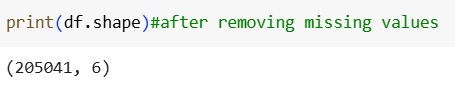 print(df.shape)#after removing missing values
(205041, 6)